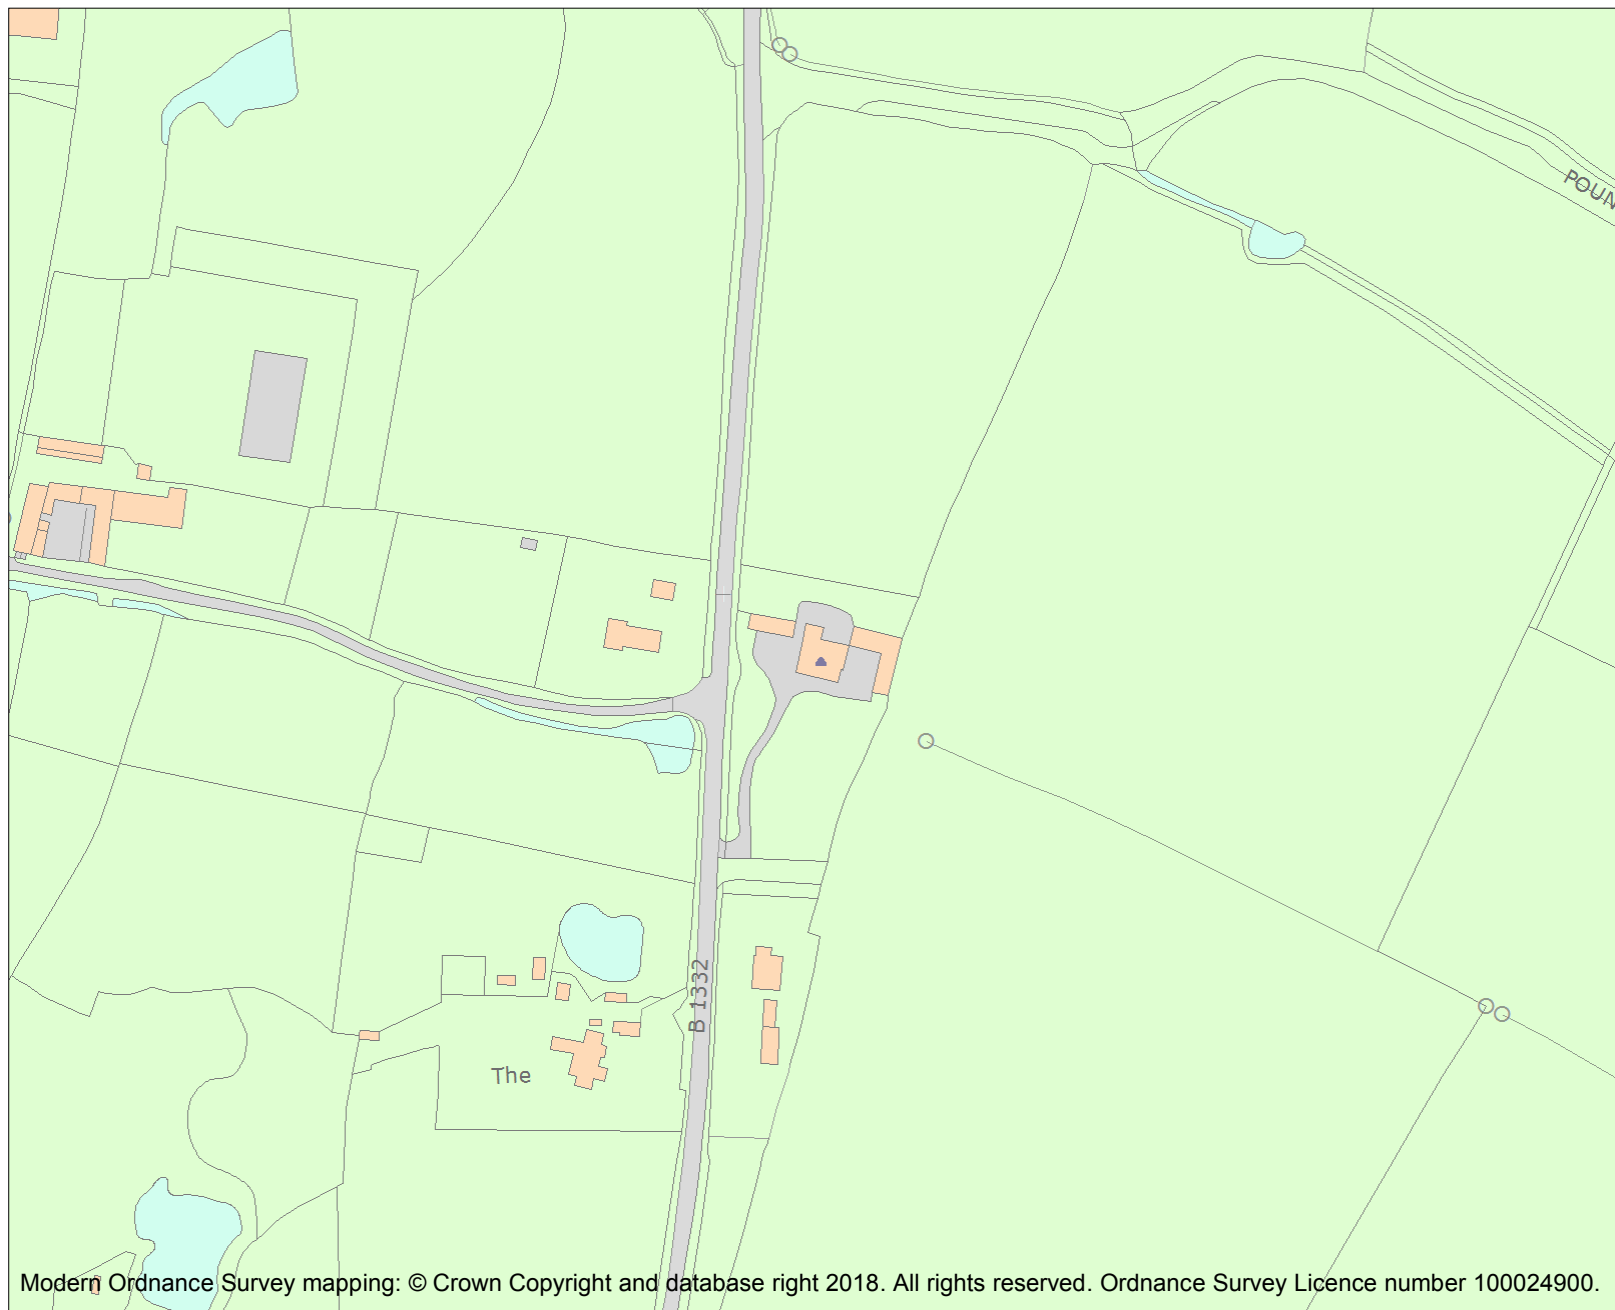 POUN
B 1332
The
Modern Ordnance Survey mapping: © Crown Copyright and database right 2018. All rights reserved. Ordnance Survey Licence number 100024900.